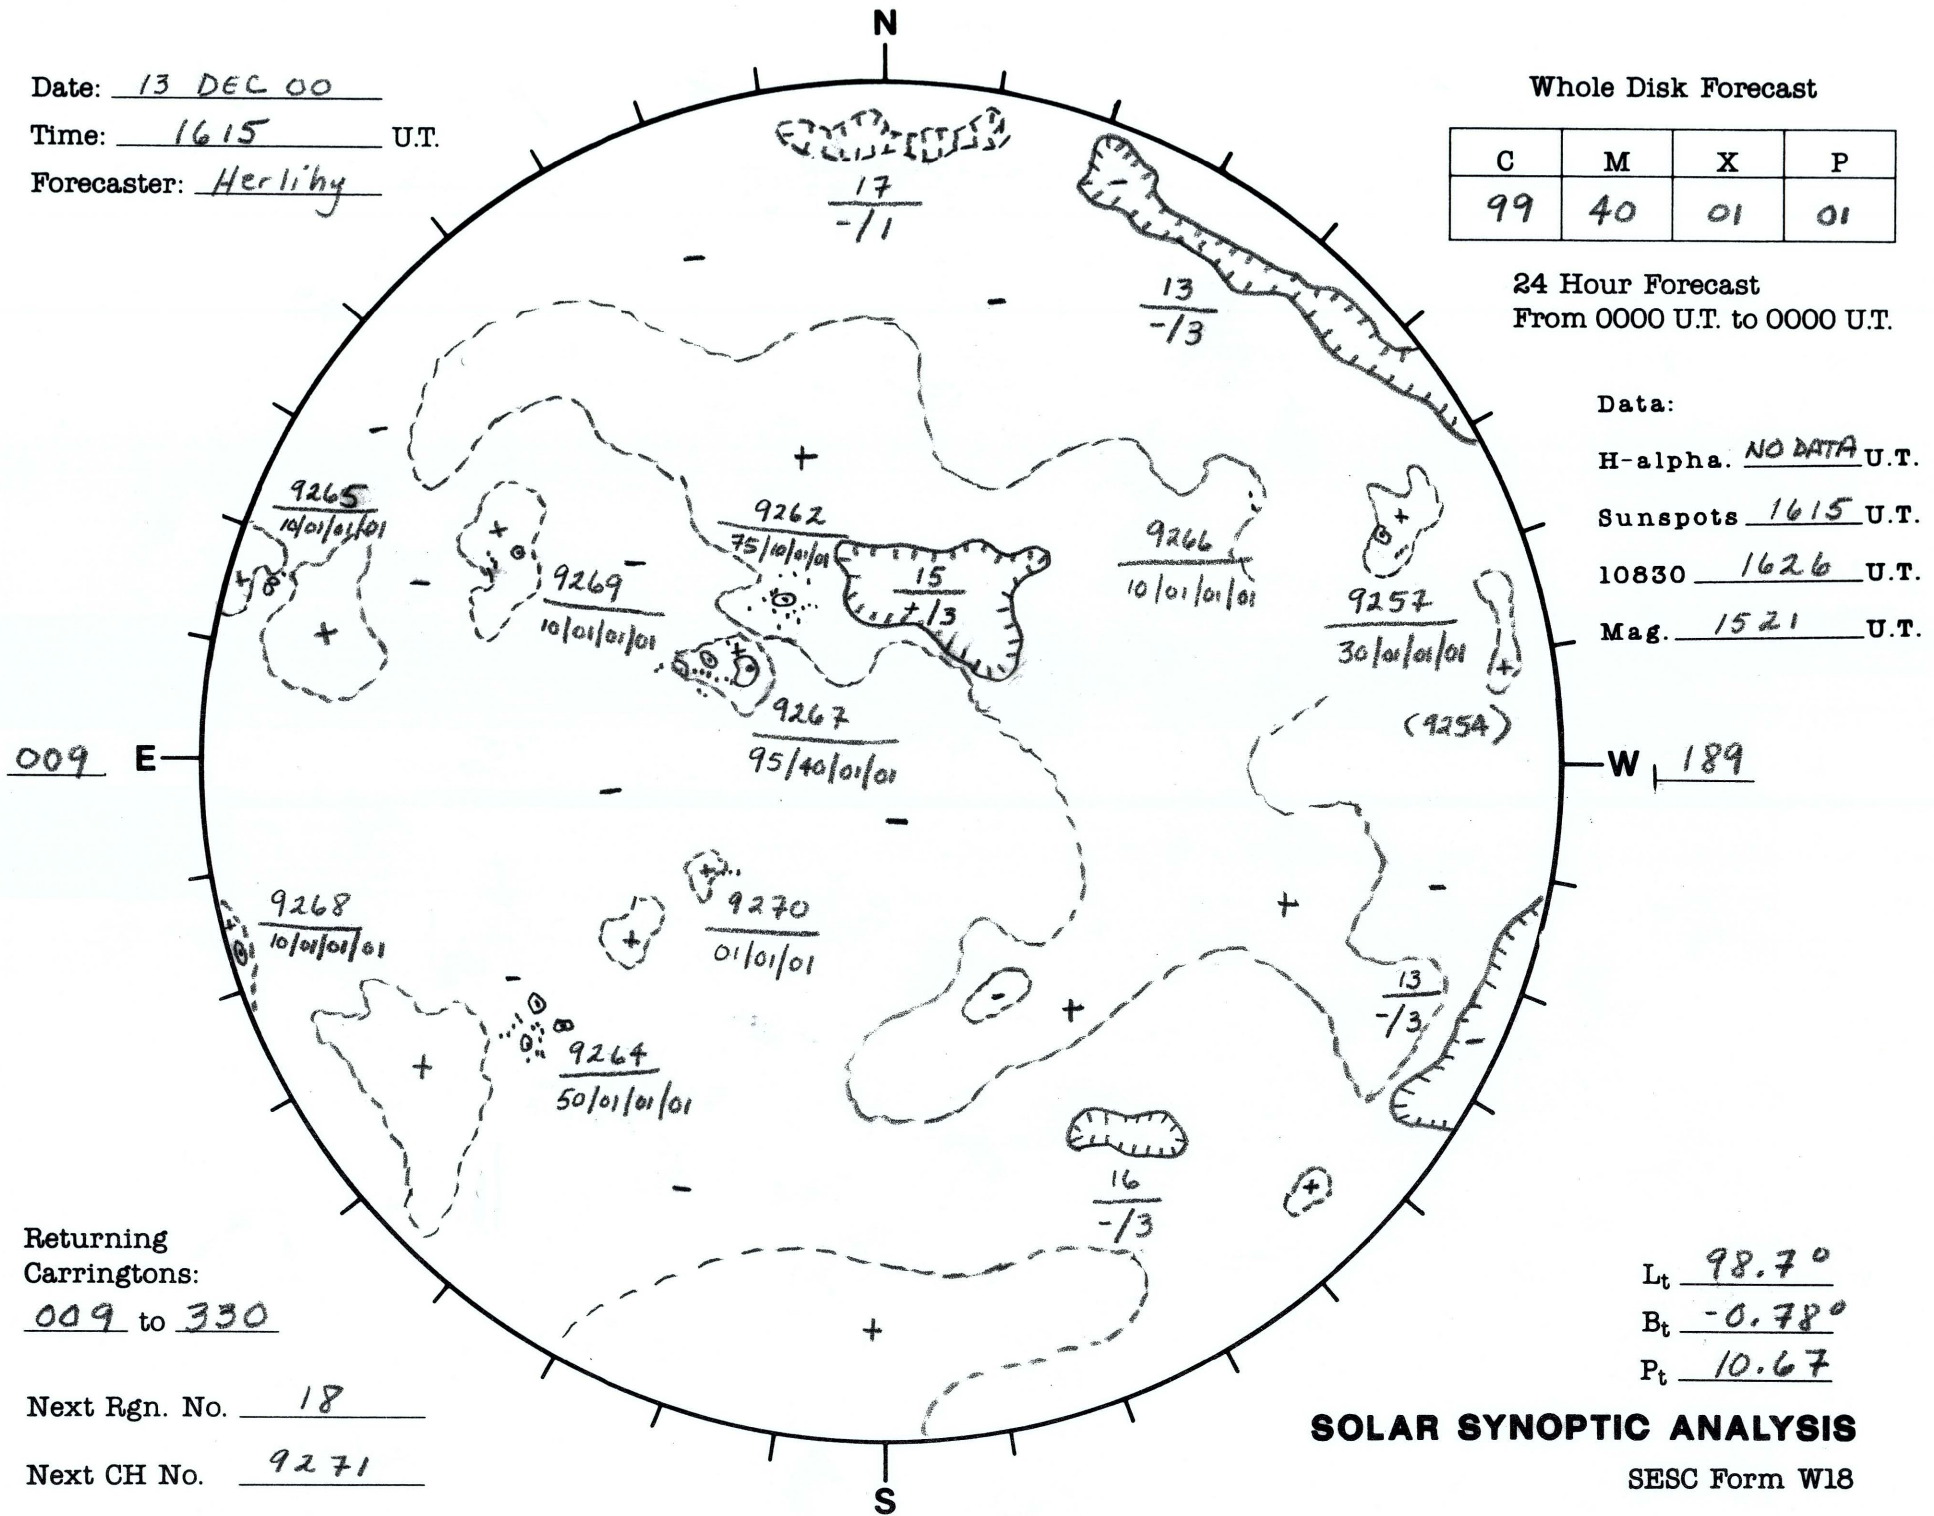 N
Date: 13 DEC 00
Time: 1615 U.T.
Forecaster: Herlihy
Whole Disk Forecast
C M X P
99 40 01 01
24 Hour Forecast
From 0000 U.T. to 0000 U.T.
17
-/1
-
-
-
13
-/3
Data:
H-alpha. NO DATA U.T.
Sunspots 1615 U.T.
10830 1626 U.T.
Mag. 1521 U.T.
-
+
9265
10/01/01/01
+
-
+
+
9269
10/01/01/01
-
9262
75/10/01/01
15
+/3
9266
10/01/01/01
+
9257
30/01/01/01
+
(9254)
+
9267
95/40/01/01
009 E
W 189
-
-
+
9270
01/01/01
+
-
+
9268
10/01/01/01
+
-
9264
50/01/01/01
+
-
+
13
-/3
-
16
-/3
+
-
+
Returning
Carringtons:
009 to 330
Next Rgn. No. 18
Next CH No. 9271
Lt 98.7°
Bt -0.78°
Pt 10.67
SOLAR SYNOPTIC ANALYSIS
SESC Form W18
S